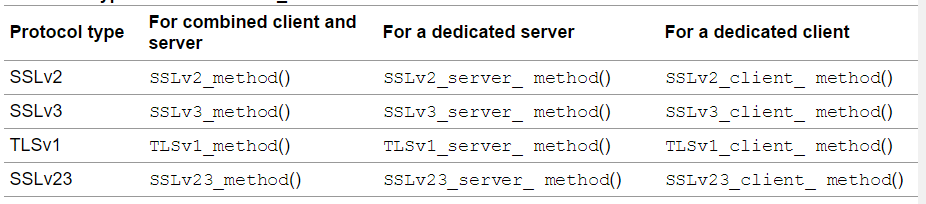 Protocol type For combined client and server For a dedicated server For a dedicated client
SSLv2 SSLv2_method() SSLv2_server_ method() SSLv2_client_ method()
SSLv3 SSLv3_method() SSLv3_server_ method() SSLv3_client_ method()
TLSv1 TLSv1_method() TLSv1_server_ method() TLSv1_client_ method()
SSLv23 SSLv23_method() SSLv23_server_ method() SSLv23_client_ method()